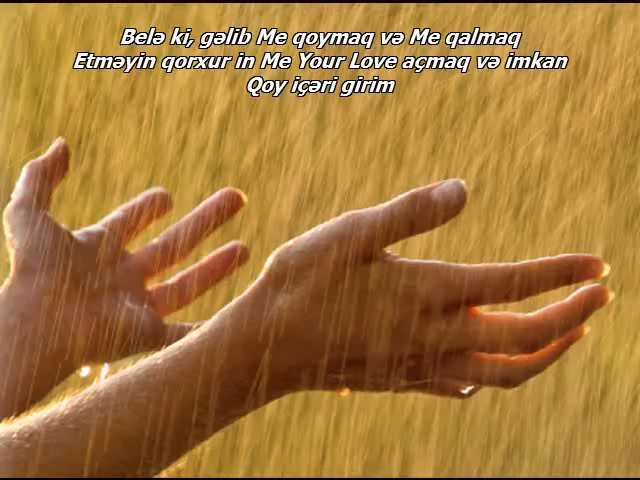 Belə ki, gəlib Me qoymaq və Me qalmaq
Etməyin qorxur in Me Your Love açmaq və imkan
Qoy içəri girim